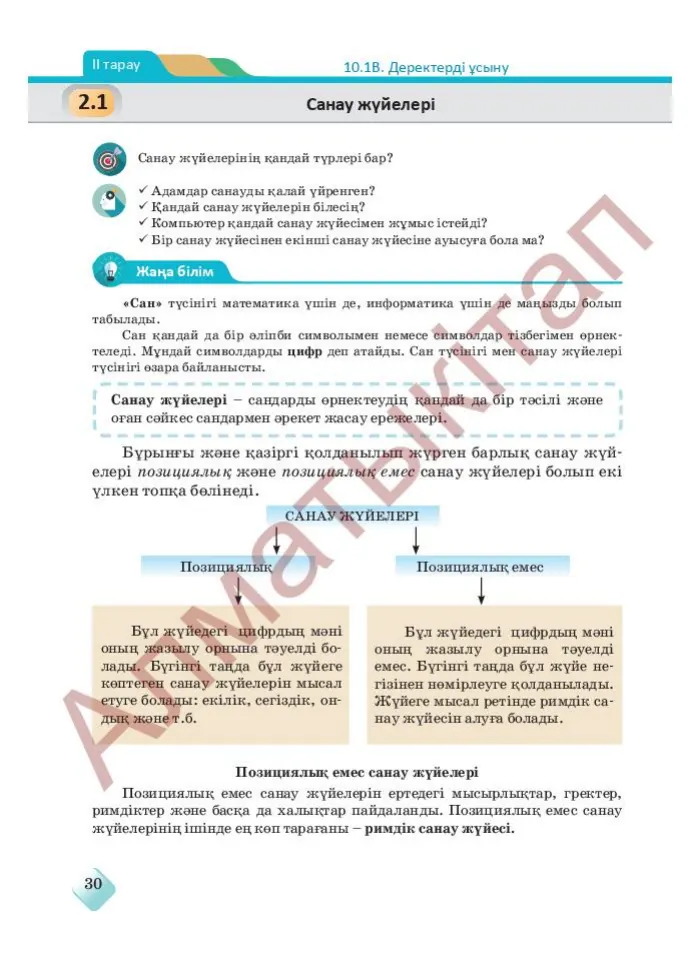 ІІ тарау
10.1В. Деректерді ұсыну
2.1
Санау жүйелері
Санау жүйелерінің қандай түрлері бар?
✓ Адамдар санауды қалай үйренген?
✓ Қандай санау жүйелерін білесің?
✓ Компьютер қандай санау жүйесімен жұмыс істейді?
✓ Бір санау жүйесінен екінші санау жүйесіне ауысуға бола ма?
Жаңа білім
«Сан» түсінігі математика үшін де, информатика үшін де маңызды болып
табылады.
Сан қандай да бір әліпби символымен немесе символдар тізбегімен өрнек-
теледі. Мұндай символдарды цифр деп атайды. Сан түсінігі мен санау жүйелері
түсінігі өзара байланысты.
Санау жүйелері – сандарды өрнектеудің қандай да бір тәсілі және
оған сәйкес сандармен әрекет жасау ережелері.
Бұрынғы және қазіргі қолданылып жүрген барлық санау жүй-
елері позициялық және позициялық емес санау жүйелері болып екі
үлкен топқа бөлінеді.
САНАУ ЖҮЙЕЛЕРІ
Позициялық
Позициялық емес
Бұл жүйедегі цифрдың мәні
оның жазылу орнына тәуелді бо-
лады. Бүгінгі таңда бұл жүйеге
көптеген санау жүйелерін мысал
етуге болады: екілік, сегіздік, он-
дық және т.б.
Бұл жүйедегі цифрдың мәні
оның жазылу орнына тәуелді
емес. Бүгінгі таңда бұл жүйе не-
гізінен нөмірлеуге қолданылады.
Жүйеге мысал ретінде римдік са-
нау жүйесін алуға болады.
Позициялық емес санау жүйелері
Позициялық емес санау жүйелерін ертедегі мысырлықтар, гректер,
римдіктер және басқа да халықтар пайдаланды. Позициялық емес санау
жүйелерінің ішінде ең көп тарағаны – римдік санау жүйесі.
30
Алматыкітап